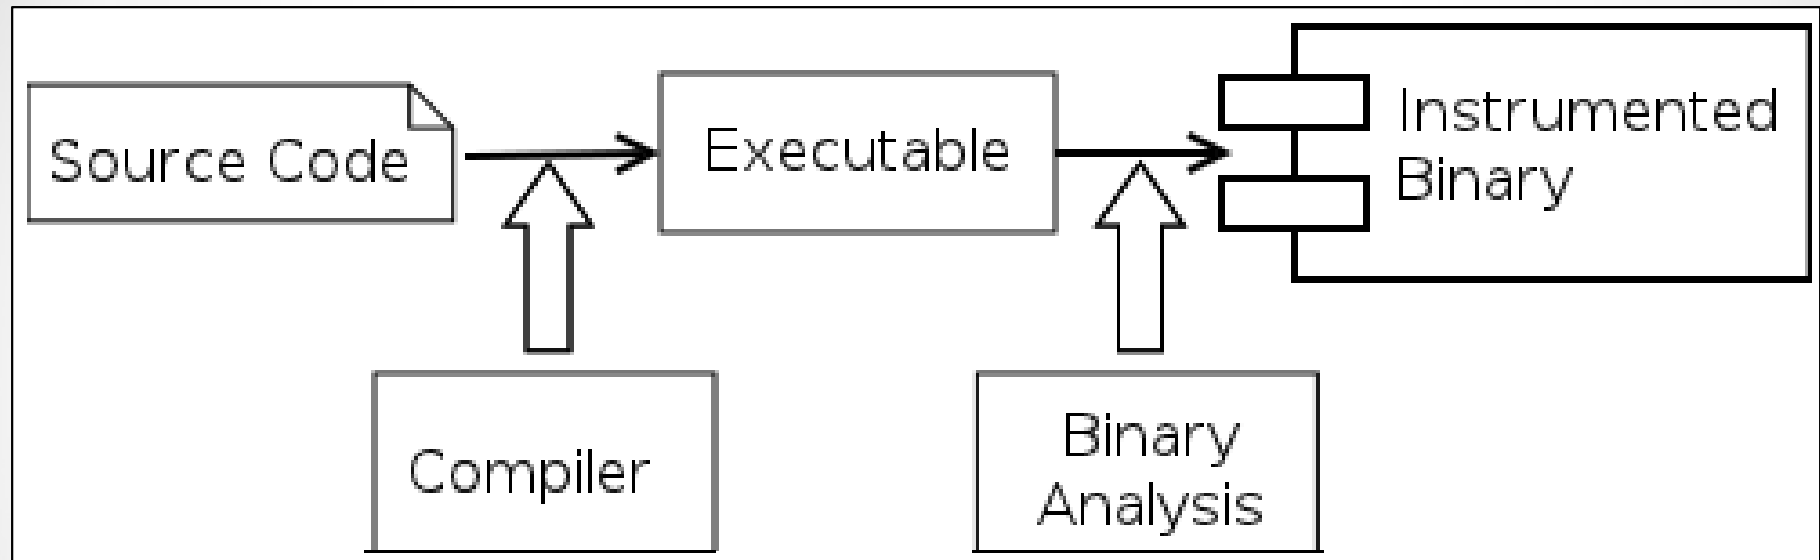 Source Code
Executable
Instrumented
Binary
Compiler
Binary
Analysis